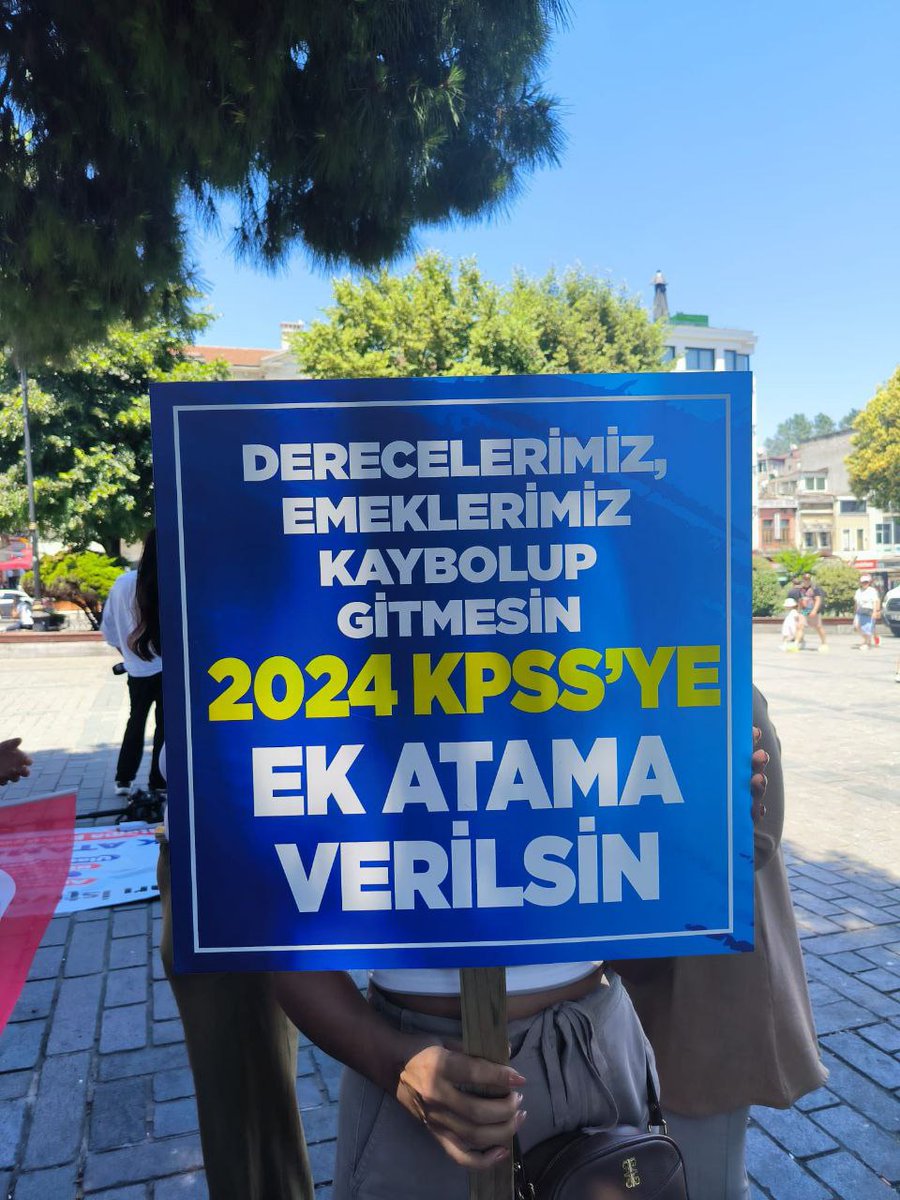 DERECELERİMİZ,
EMEKLERİMİZ
KAYBOLUP
GİTMESİN
2024 KPSS'YE
EK ATAMA
VERİLSİN